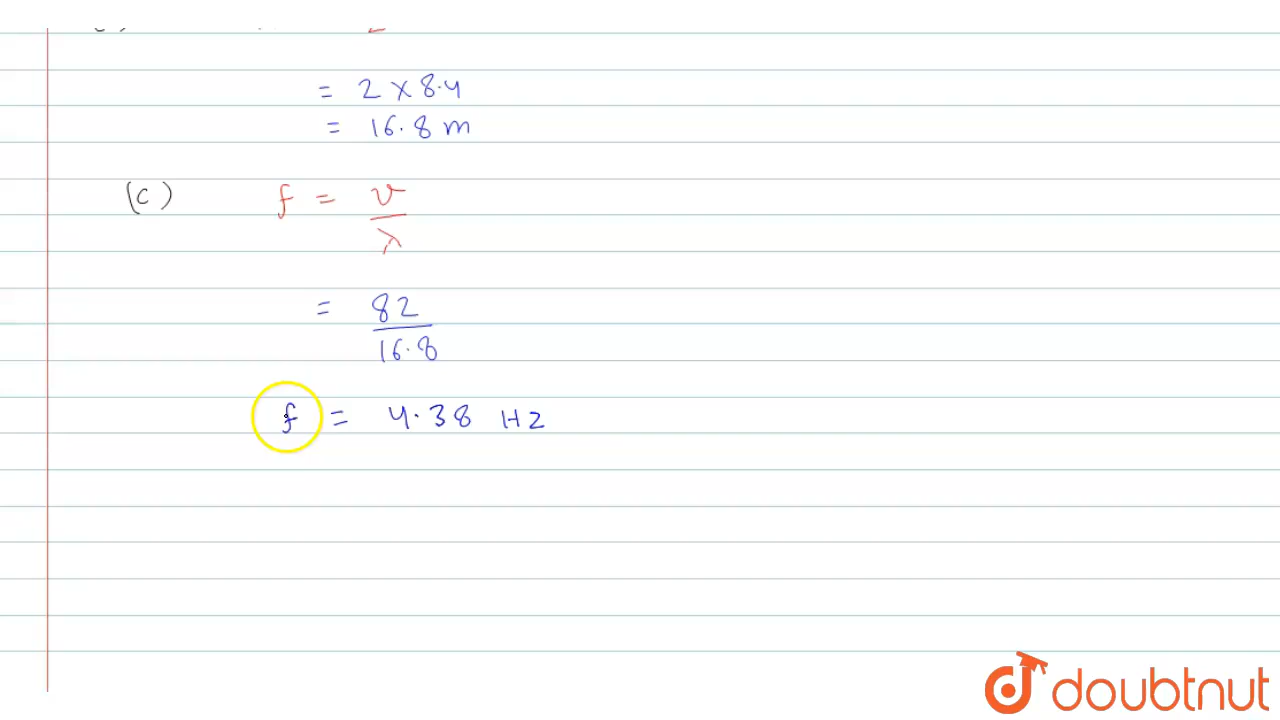 = 2 × 8.4
= 16.8 m
(C) f = v
λ
= 82
16.8
f = 4.38 Hz
doubtnut